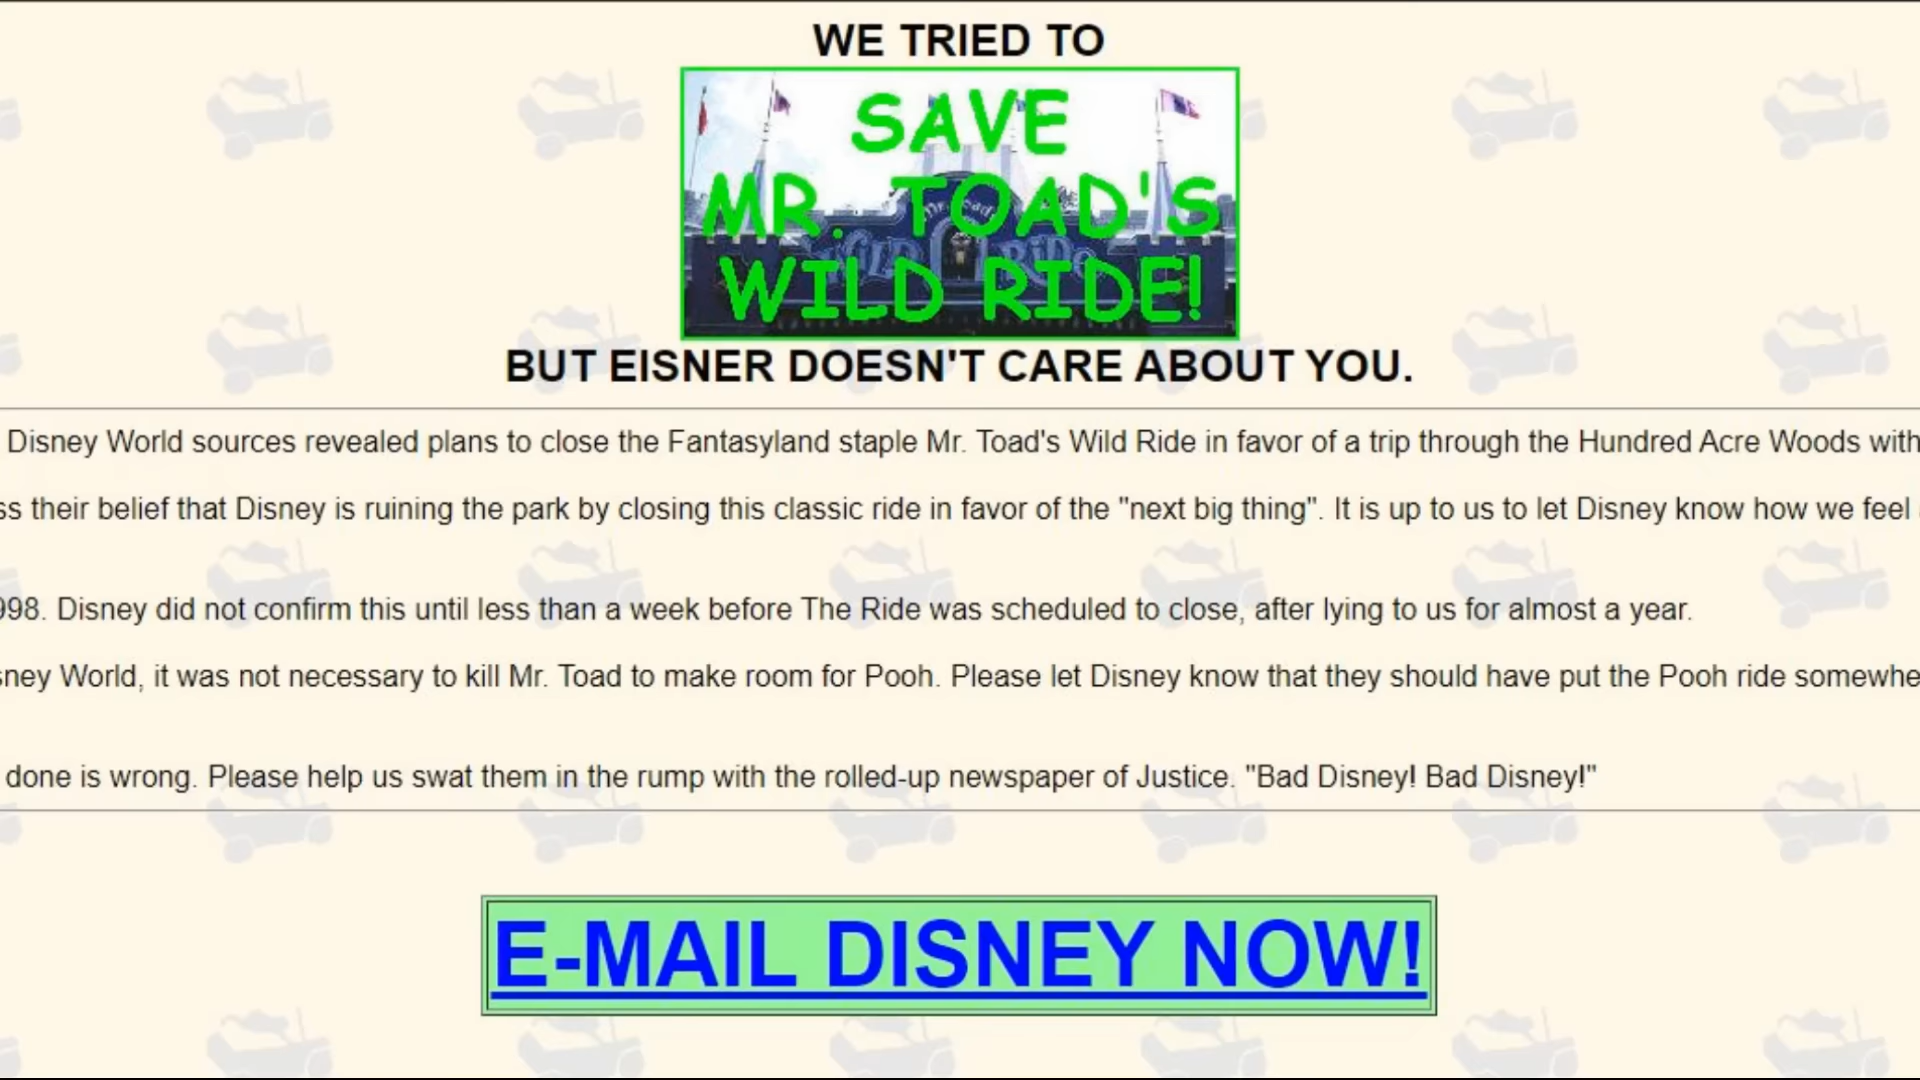 WE TRIED TO
SAVE
MR. TOAD'S
WILD RIDE!
Mr. Toad's
WILD RIDE
BUT EISNER DOESN'T CARE ABOUT YOU.
Disney World sources revealed plans to close the Fantasyland staple Mr. Toad's Wild Ride in favor of a trip through the Hundred Acre Woods with
ss their belief that Disney is ruining the park by closing this classic ride in favor of the "next big thing". It is up to us to let Disney know how we feel
998. Disney did not confirm this until less than a week before The Ride was scheduled to close, after lying to us for almost a year.
sney World, it was not necessary to kill Mr. Toad to make room for Pooh. Please let Disney know that they should have put the Pooh ride somewhe
done is wrong. Please help us swat them in the rump with the rolled-up newspaper of Justice. "Bad Disney! Bad Disney!"
E-MAIL DISNEY NOW!